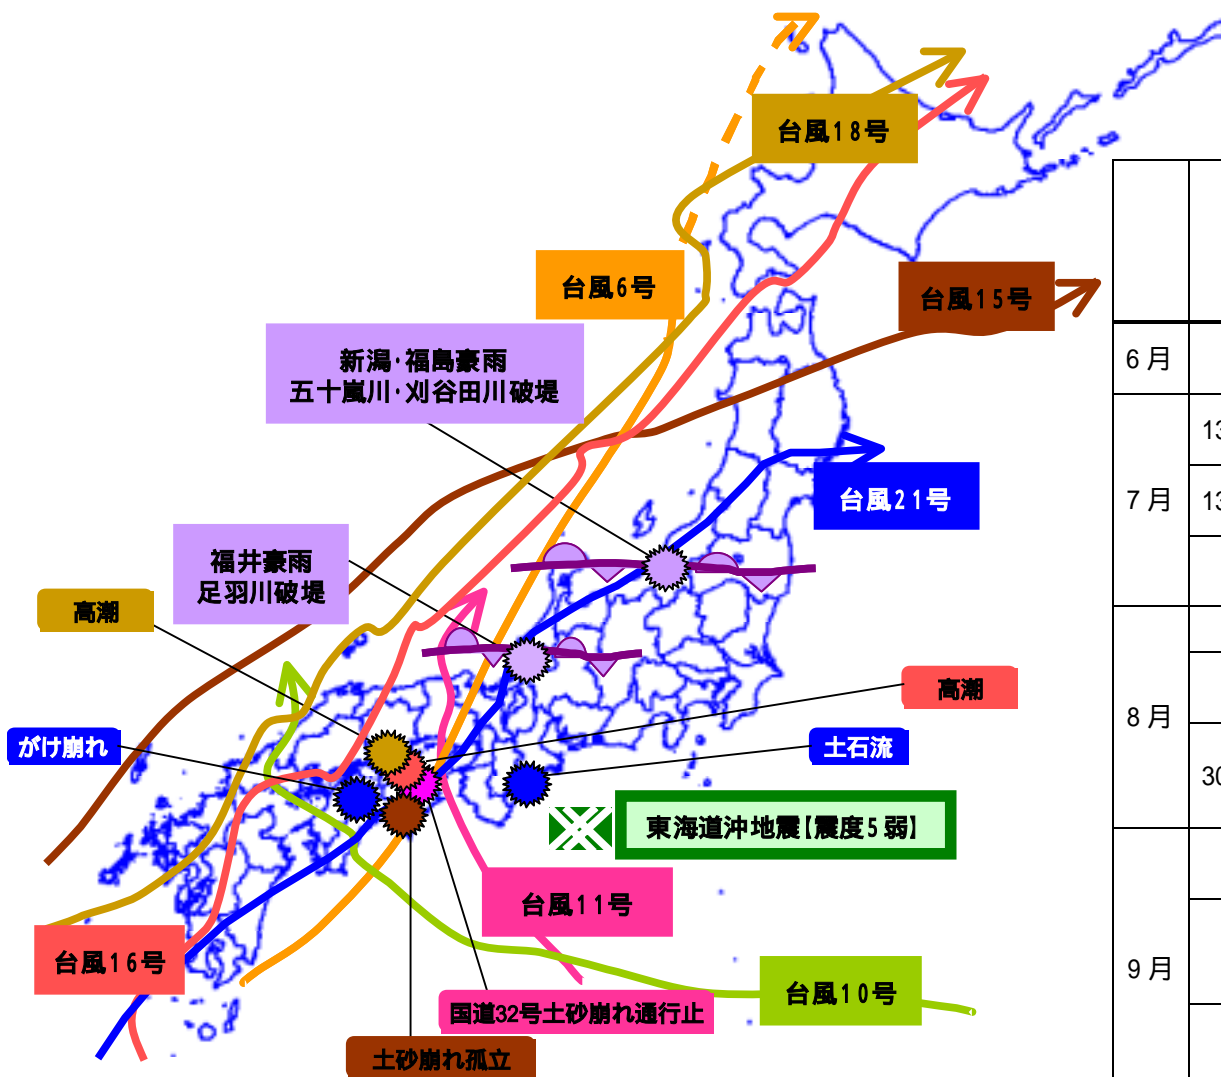 台風18号
台風6号
台風15号
新潟・福島豪雨
五十嵐川・刈谷田川破堤
台風21号
福井豪雨
足羽川破堤
高潮
高潮
がけ崩れ
土石流
東海道沖地震【震度5弱】
台風11号
台風16号
台風10号
国道32号土砂崩れ通行止
土砂崩れ孤立
6月
13
7月
13
8月
30
9月